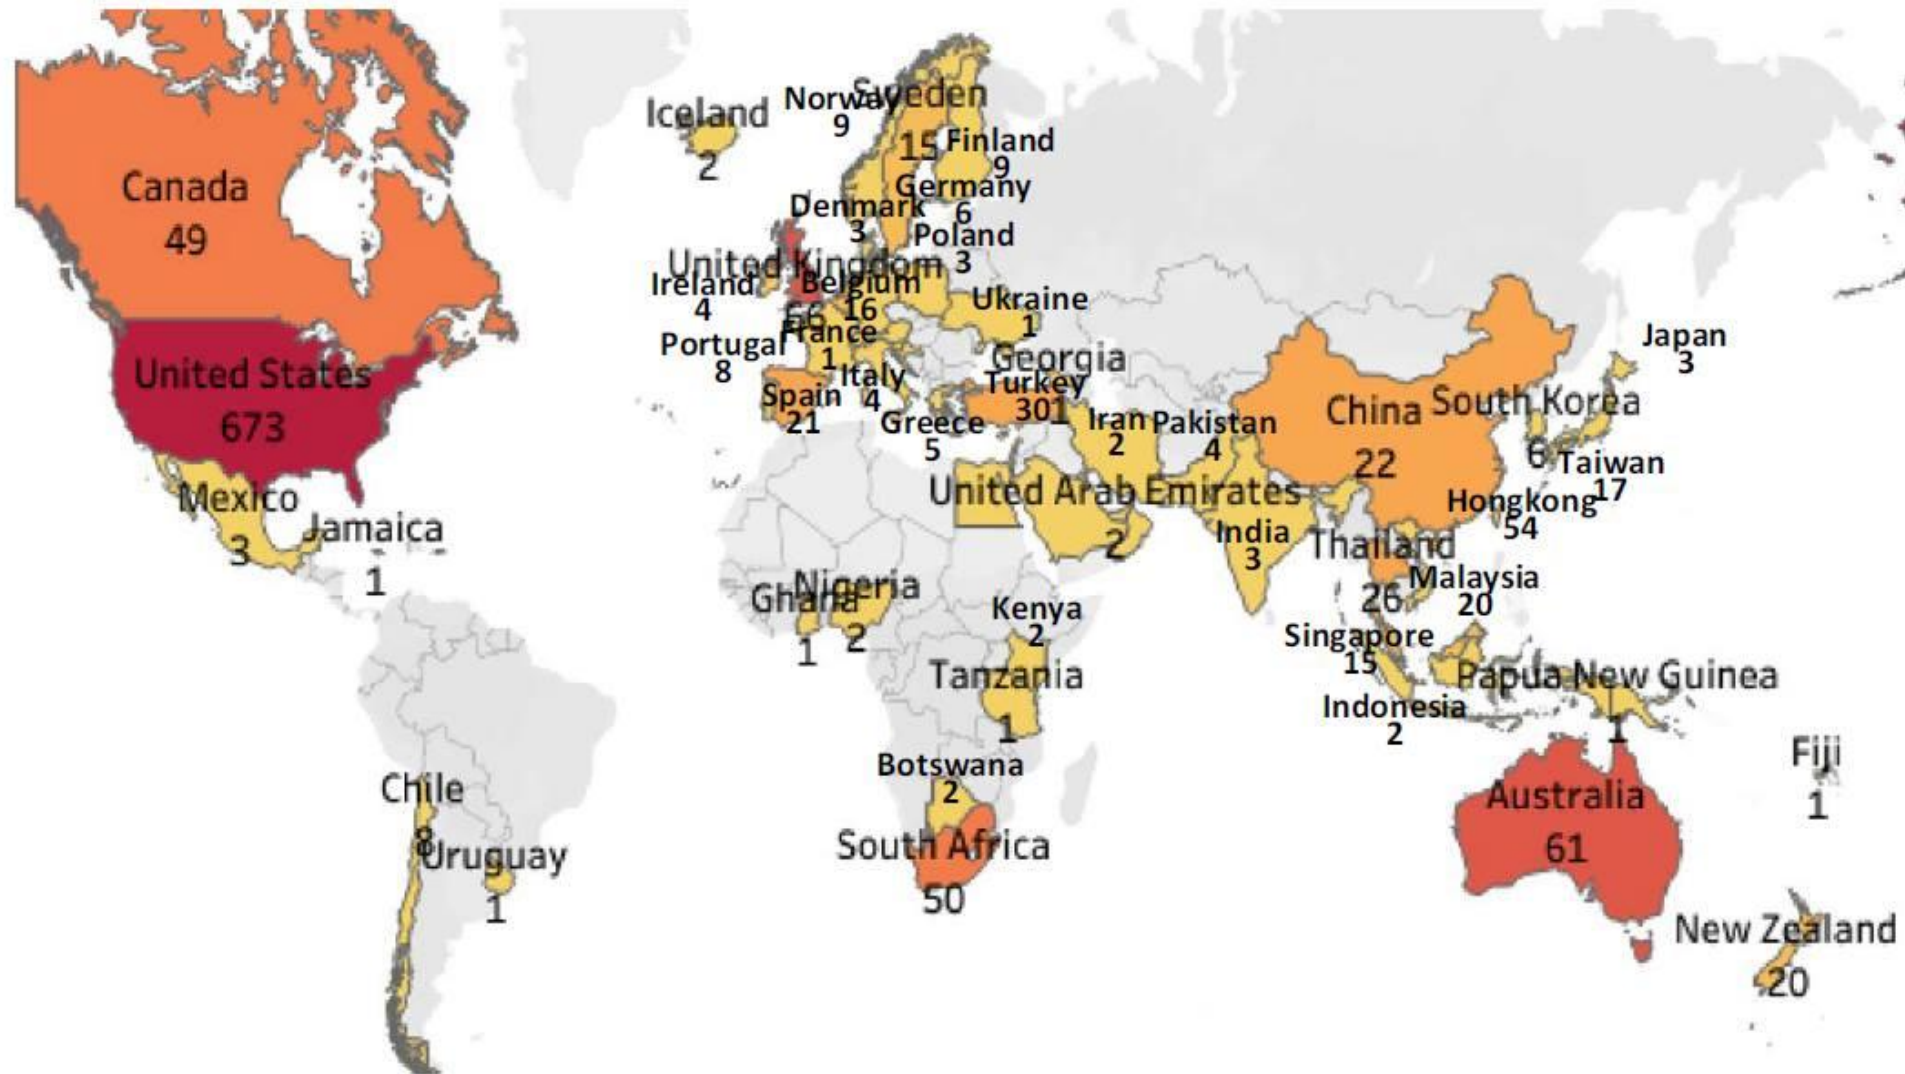 Canada
49
United States
673
Mexico
3
Jamaica
1
Chile
8
Uruguay
1
Iceland
2
Norway
9
Sweden
15
Finland
9
Germany
6
Denmark
3
Poland
3
United Kingdom
66
Ireland
4
Belgium
16
Ukraine
1
France
1
Portugal
8
Georgia
1
Italy
4
Turkey
30
Spain
21
Greece
5
Iran
2
Pakistan
4
China
22
South Korea
6
Japan
3
Taiwan
17
Hongkong
54
United Arab Emirates
2
India
3
Thailand
26
Malaysia
20
Nigeria
2
Ghana
1
Kenya
2
Singapore
15
Tanzania
1
Papua New Guinea
1
Indonesia
2
Botswana
2
South Africa
50
Australia
61
Fiji
1
New Zealand
20